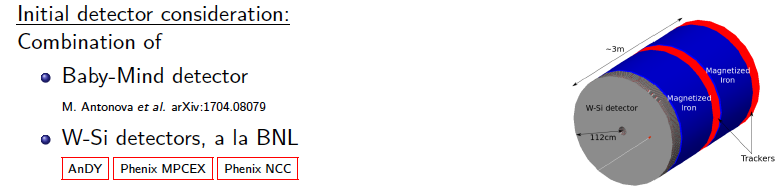 Initial detector consideration:
Combination of
Baby-Mind detector
M. Antonova et al. arXiv:1704.08079
W-Si detectors, a la BNL
AnDY Phenix MPCEX Phenix NCC
~3m
Magnetized
Iron
W-Si detector
Magnetized
Iron
112cm
Trackers